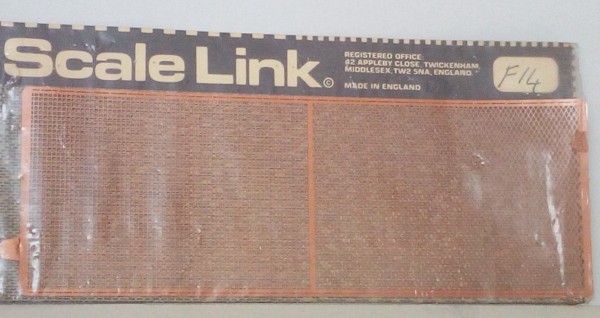 Scale Link ©
REGISTERED OFFICE:
42 APPLEBY CLOSE, TWICKENHAM,
MIDDLESEX, TW2 5NA, ENGLAND.
MADE IN ENGLAND
F14